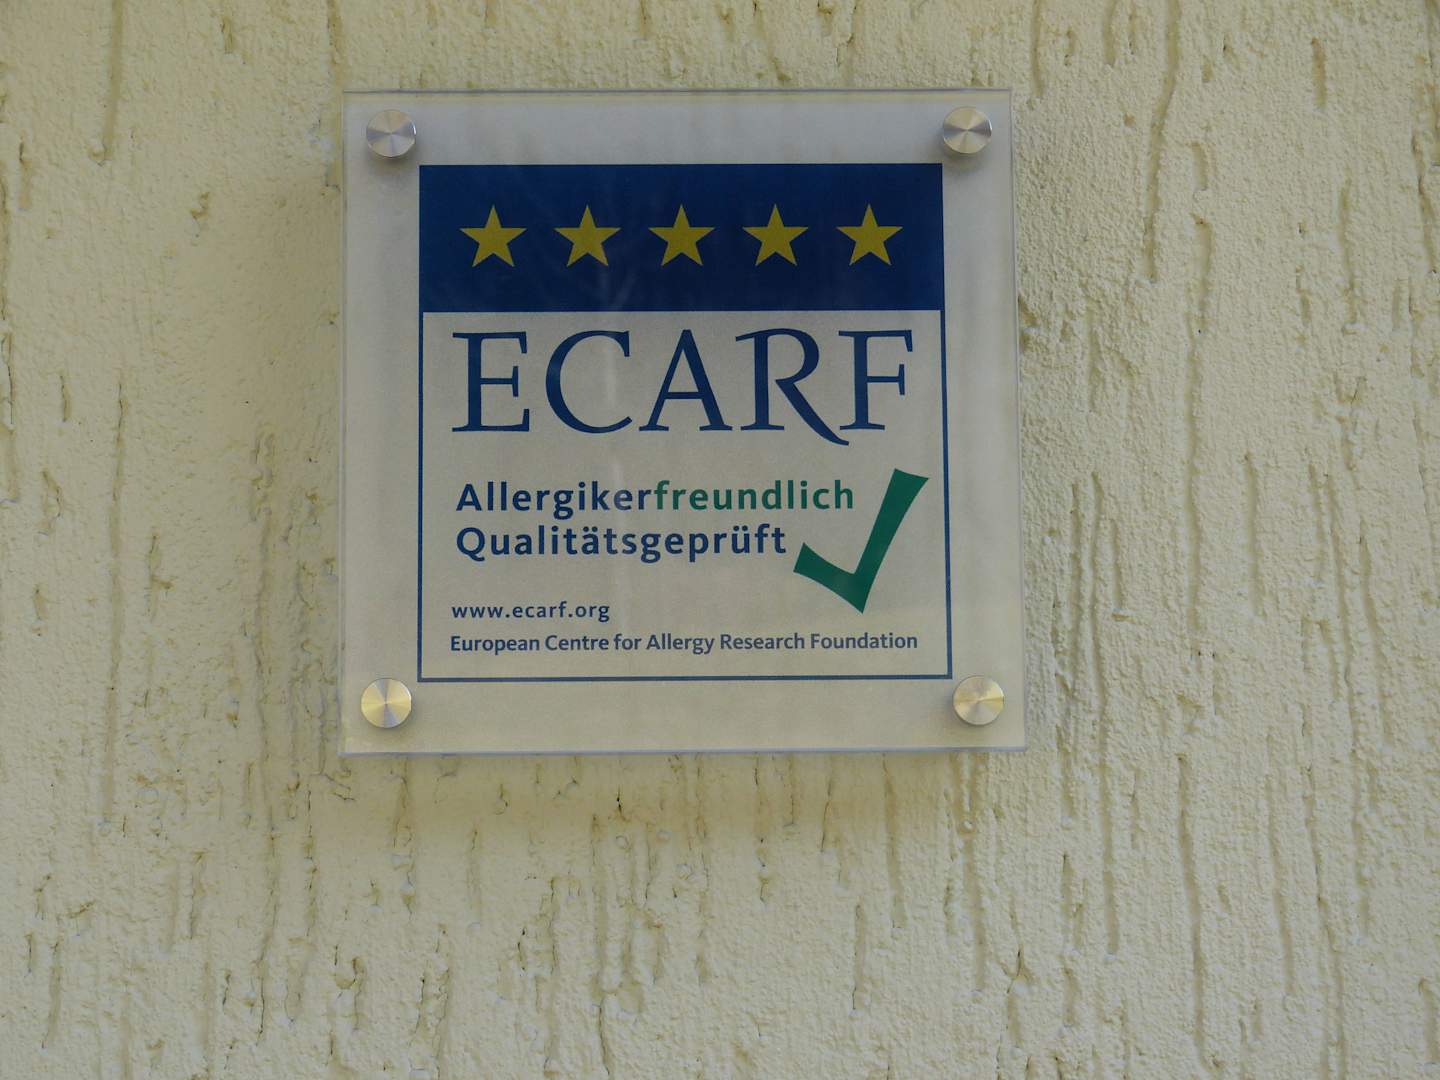 ECARF
Allergikerfreundlich
Qualitätsgeprüft
www.ecarf.org
European Centre for Allergy Research Foundation